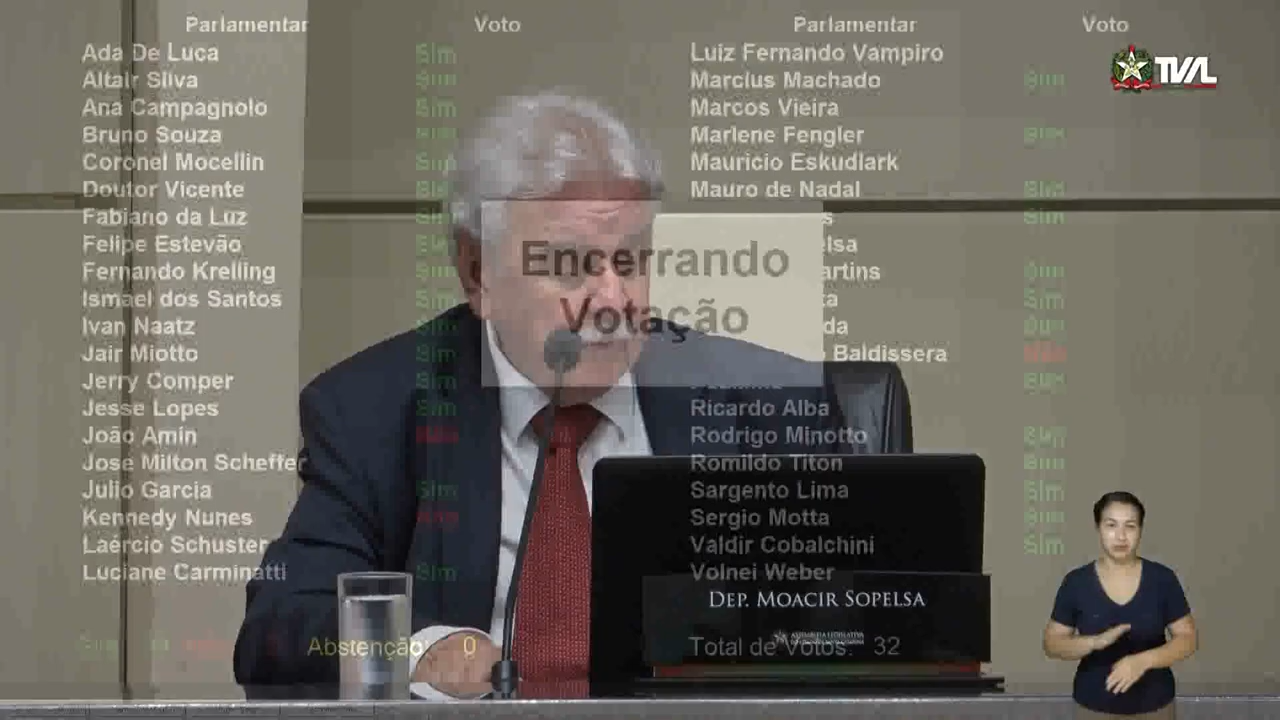 Parlamentar Voto Parlamentar Voto
Ada De Luca Sim Luiz Fernando Vampiro
TVAL
Altair Silva Sim Marcius Machado Sim
Ana Campagnolo Sim Marcos Vieira
Bruno Souza Sim Marlene Fengler Sim
Coronel Mocellin Sim Mauricio Eskudlark
Doutor Vicente Sim Mauro de Nadal Sim
Fabiano da Luz Sim s Sim
Felipe Estevão Sim elsa
Fernando Krelling Sim artins Sim
Ismael dos Santos Sim ta Sim
Ivan Naatz da Sim
Jair Miotto Sim o Baldissera Não
Jerry Comper Sim Sim
Jesse Lopes Sim Ricardo Alba
João Amin Não Rodrigo Minotto Sim
Jose Milton Scheffer Romildo Titon Sim
Julio Garcia Sim Sargento Lima Sim
Kennedy Nunes Não Sergio Motta Sim
Laércio Schuster Valdir Cobalchini Sim
Luciane Carminatti Sim Volnei Weber
Encerrando
Votação
DEP. MOACIR SOPELSA
Abstenção: 0 Total de Votos: 32